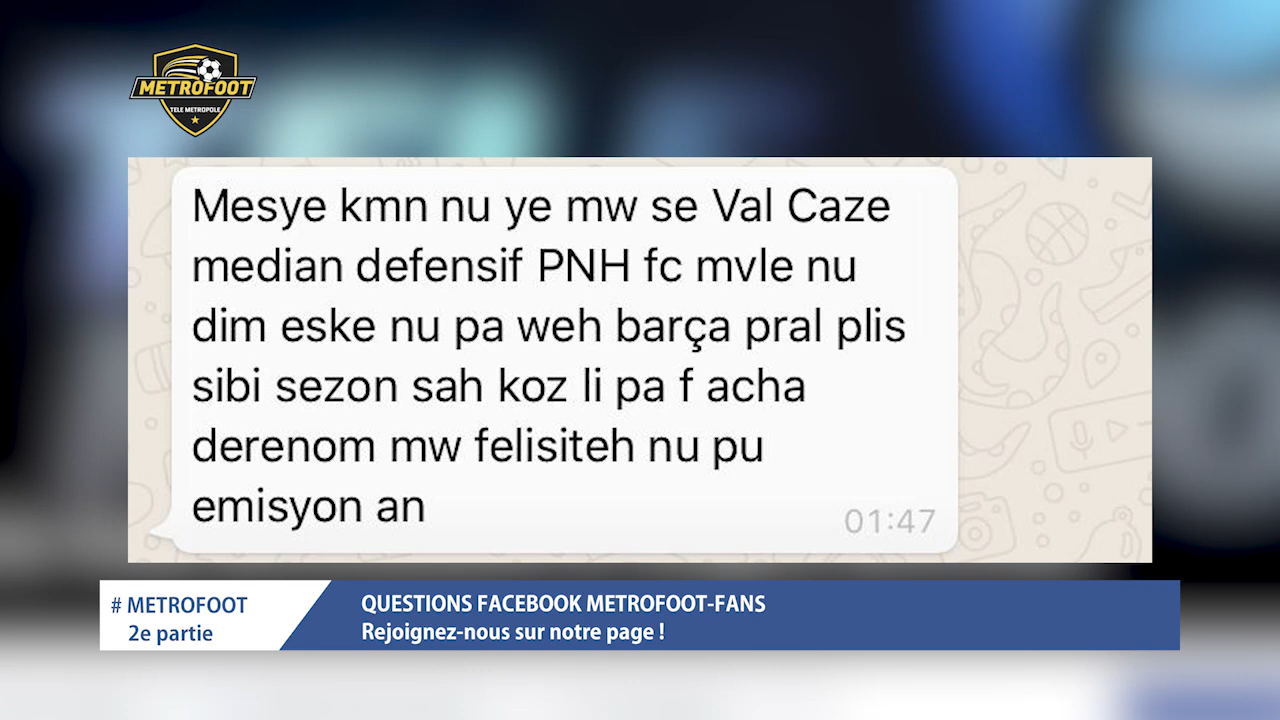 METROFOOT
TELE METROPOLE
Mesye kmn nu ye mw se Val Caze
median defensif PNH fc mvle nu
dim eske nu pa weh barça pral plis
sibi sezon sah koz li pa f acha
derenom mw felisiteh nu pu
emisyon an
01:47
# METROFOOT
2e partie
QUESTIONS FACEBOOK METROFOOT-FANS
Rejoignez-nous sur notre page !